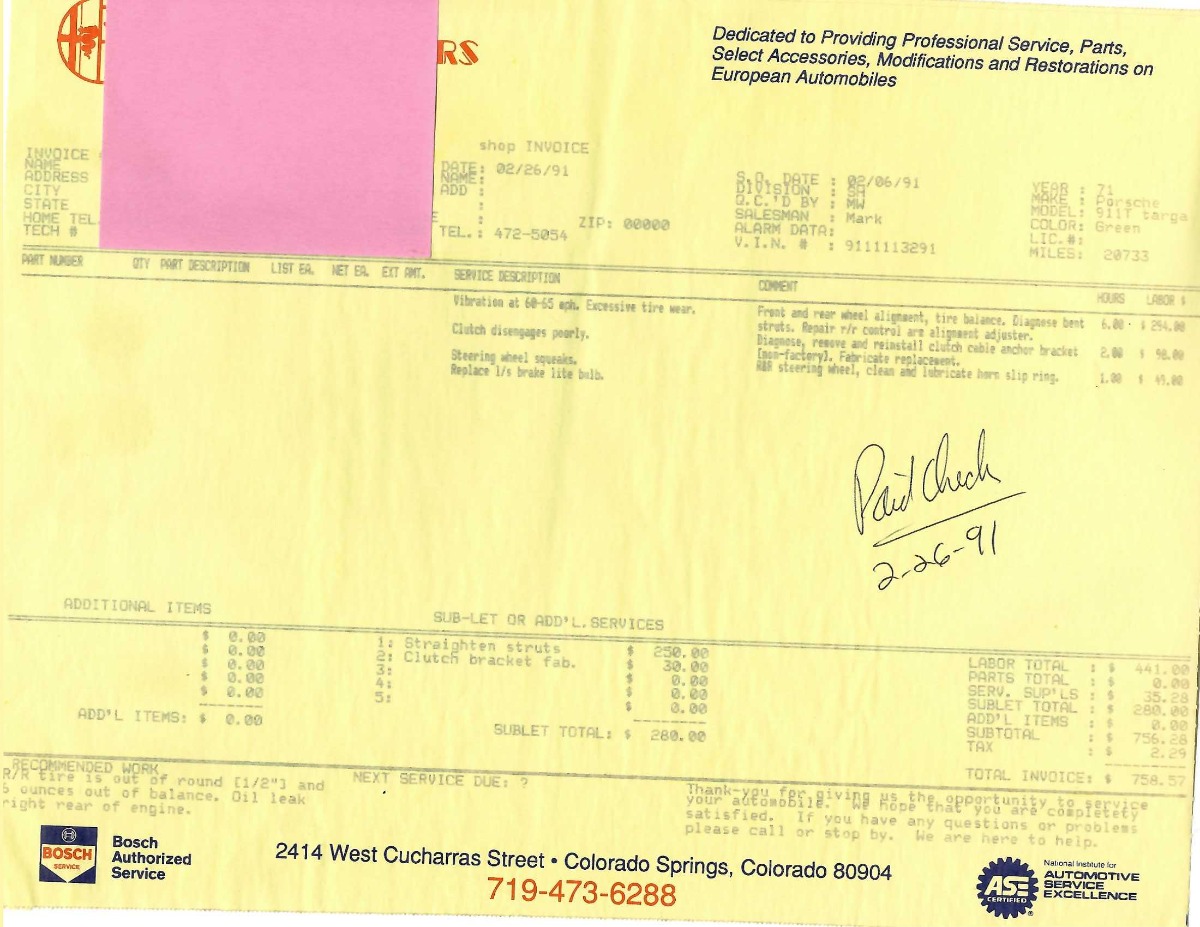 RS
Dedicated to Providing Professional Service, Parts,
Select Accessories, Modifications and Restorations on
European Automobiles
shop INVOICE
INVOICE #
NAME
ADDRESS
CITY
STATE
HOME TEL.
TECH #
DATE: 02/26/91
NAME:
ADD :
E :
ZIP: 00000
TEL.: 472-5054
S.O. DATE : 02/06/91
DIVISION : SH
Q.C.'D BY : MW
SALESMAN : Mark
ALARM DATA:
V.I.N. # : 9111113291
YEAR : 71
MAKE : Porsche
MODEL: 911T targa
COLOR: Green
LIC.#:
MILES: 20733
PART NUMBER QTY PART DESCRIPTION LIST EA. NET EA. EXT AMT. SERVICE DESCRIPTION COMMENT HOURS LABOR $
Vibration at 60-65 mph. Excessive tire wear.
Clutch disengages poorly.
Steering wheel squeaks.
Replace l/s brake lite bulb.
Front and rear wheel alignment, tire balance. Diagnose bent 6.00 $ 294.00
struts. Repair r/r control arm alignment adjuster.
Diagnose, remove and reinstall clutch cable anchor bracket 2.00 $ 98.00
[non-factory]. Fabricate replacement.
R&R steering wheel, clean and lubricate horn slip ring. 1.00 $ 49.00
Paid Check
2-26-91
ADDITIONAL ITEMS
$ 0.00
$ 0.00
$ 0.00
$ 0.00
$ 0.00
ADD'L ITEMS: $ 0.00
SUB-LET OR ADD'L.SERVICES
1: Straighten struts $ 250.00
2: Clutch bracket fab. $ 30.00
3: $ 0.00
4: $ 0.00
5: $ 0.00
SUBLET TOTAL: $ 280.00
LABOR TOTAL : $ 441.00
PARTS TOTAL : $ 0.00
SERV. SUP'LS : $ 35.28
SUBLET TOTAL : $ 280.00
ADD'L ITEMS : $ 0.00
SUBTOTAL : $ 756.28
TAX : $ 2.29
TOTAL INVOICE: $ 758.57
RECOMMENDED WORK
R/R tire is out of round [1/2"] and
6 ounces out of balance. Oil leak
right rear of engine.
NEXT SERVICE DUE: ?
Thank-you for giving us the opportunity to service
your automobile. We hope that you are completely
satisfied. If you have any questions or problems
please call or stop by. We are here to help.
BOSCH
SERVICE
Bosch
Authorized
Service
2414 West Cucharras Street • Colorado Springs, Colorado 80904
719-473-6288
ASE
CERTIFIED
National Institute for
AUTOMOTIVE
SERVICE
EXCELLENCE